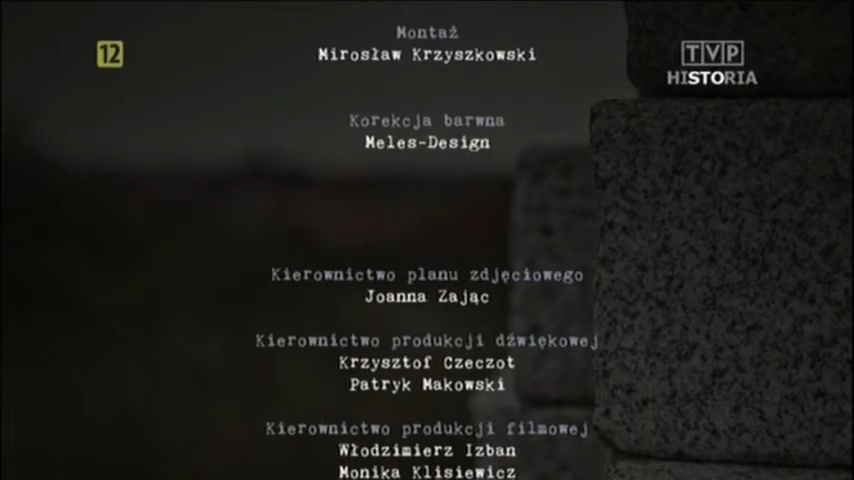 Montaż
Mirosław Krzyszkowski
12
TVP
HISTORIA
Korekcja barwna
Meles-Design
Kierownictwo planu zdjęciowego
Joanna Zając
Kierownictwo produkcji dźwiękowej
Krzysztof Czeczot
Patryk Makowski
Kierownictwo produkcji filmowej
Włodzimierz Izban
Monika Klisiewicz